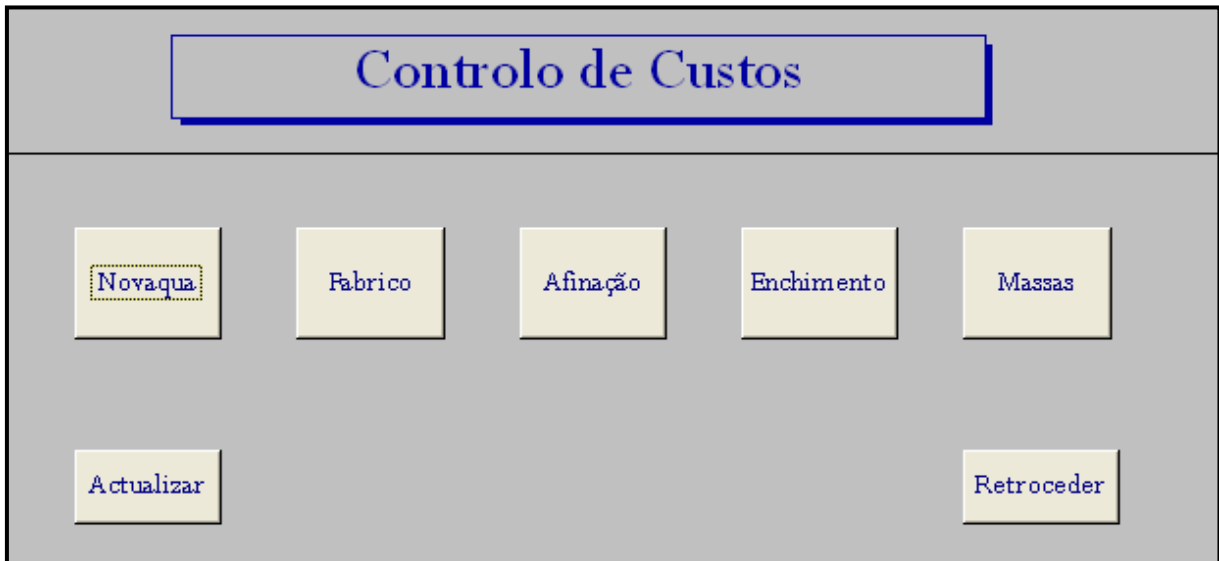 Controlo de Custos
Novaqua
Fabrico
Afinação
Enchimento
Massas
Actualizar
Retroceder